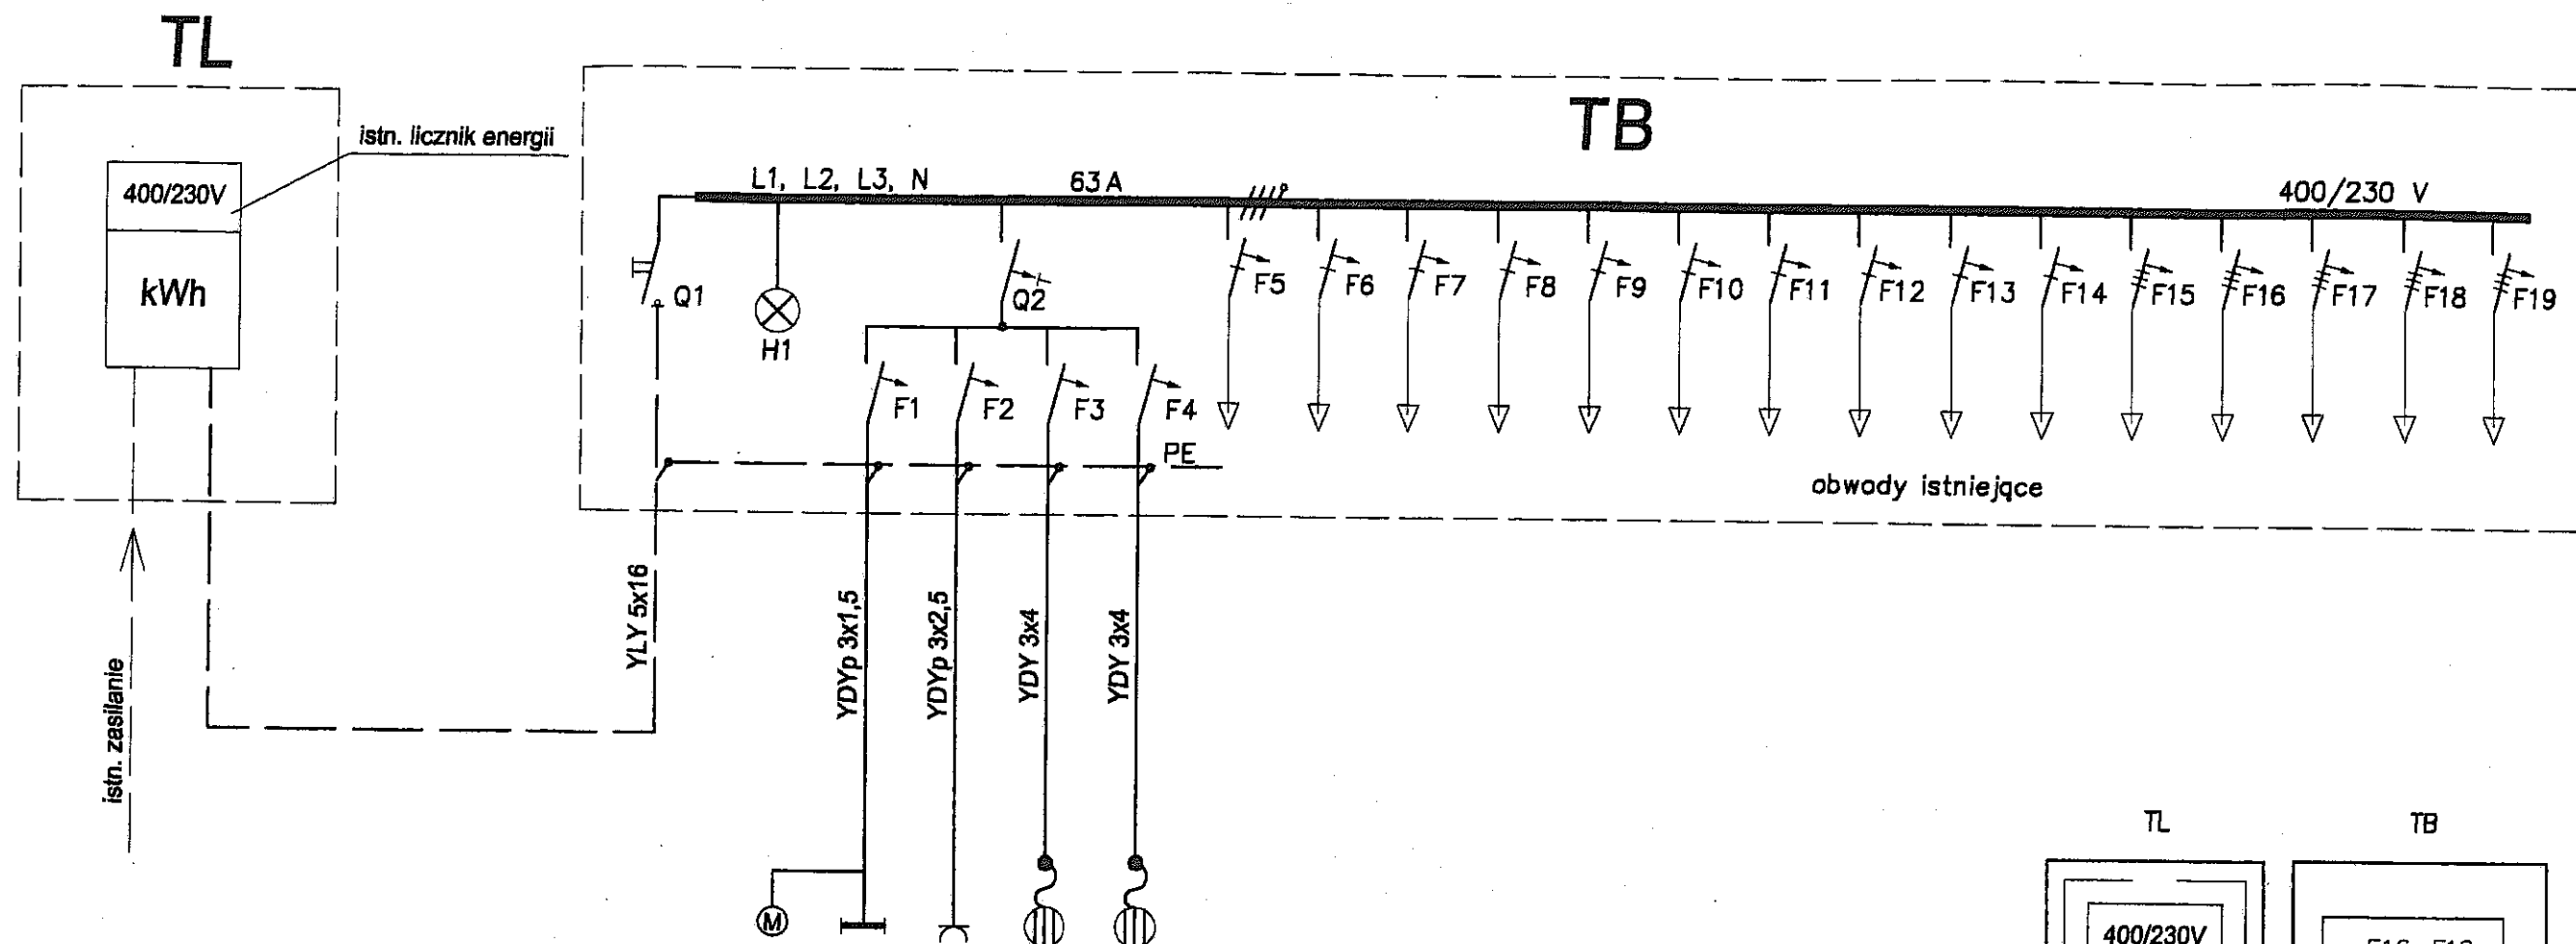 TL
istn. licznik energii
400/230V
kWh
istn. zasilanie
TB
L1, L2, L3, N
63 A
400/230 V
Q1
H1
Q2
F1
F2
F3
F4
F5
F6
F7
F8
F9
F10
F11
F12
F13
F14
F15
F16
F17
F18
F19
PE
obwody istniejące
YLY 5x16
YDYp 3x1,5
YDYp 3x2,5
YDY 3x4
YDY 3x4
M
TL
TB
400/230V